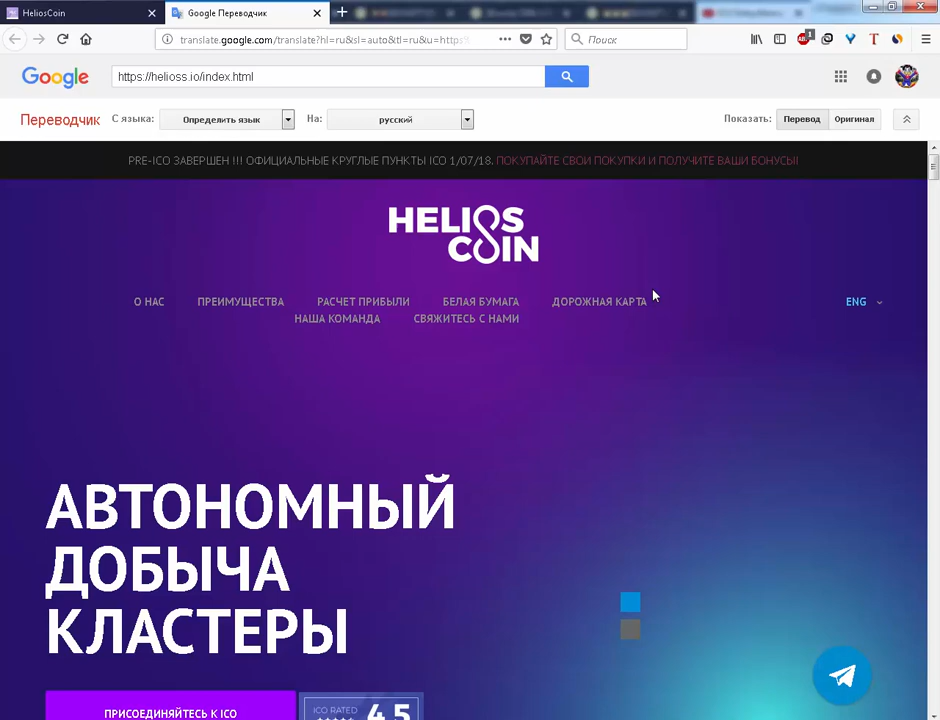 HeliosCoin
Google Переводчик
translate.google.com/translate?hl=ru&sl=auto&tl=ru&u=https
Поиск
1
Google
https://helioss.io/index.html
Переводчик
С языка:
Определить язык
На:
русский
Показать:
Перевод
Оригинал
PRE-ICO ЗАВЕРШЕН !!! ОФИЦИАЛЬНЫЕ КРУГЛЫЕ ПУНКТЫ ICO 1/07/18. ПОКУПАЙТЕ СВОИ ПОКУПКИ И ПОЛУЧИТЕ ВАШИ БОНУСЫ!
HELIOS
COIN
О НАС ПРЕИМУЩЕСТВА РАСЧЕТ ПРИБЫЛИ БЕЛАЯ БУМАГА ДОРОЖНАЯ КАРТА
НАША КОМАНДА СВЯЖИТЕСЬ С НАМИ
ENG
АВТОНОМНЫЙ
ДОБЫЧА
КЛАСТЕРЫ
ПРИСОЕДИНЯЙТЕСЬ К ICO
ICO RATED
4.5